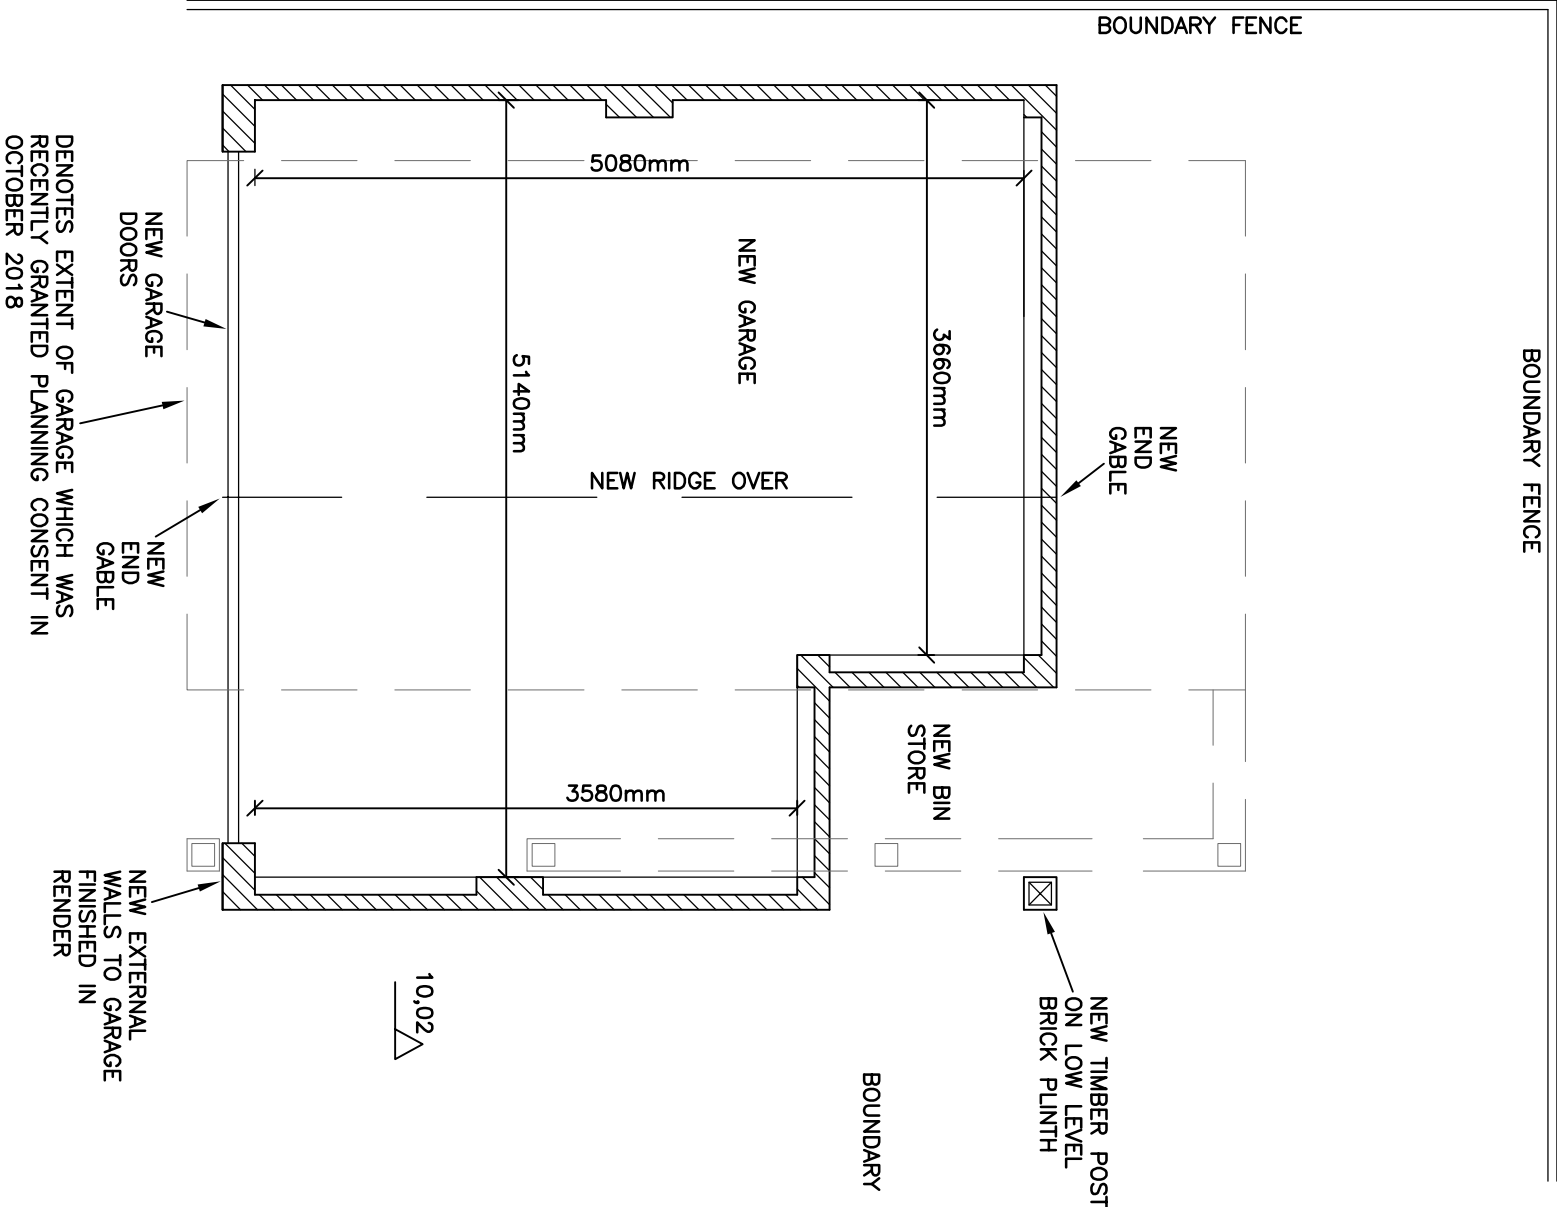 BOUNDARY FENCE
BOUNDARY FENCE
5080mm
NEW GARAGE
3660mm
5140mm
NEW RIDGE OVER
NEW
END
GABLE
NEW GARAGE
DOORS
DENOTES EXTENT OF GARAGE WHICH WAS
RECENTLY GRANTED PLANNING CONSENT IN
OCTOBER 2018
NEW
END
GABLE
NEW BIN
STORE
3580mm
NEW EXTERNAL
WALLS TO GARAGE
FINISHED IN
RENDER
10,02
NEW TIMBER POST
ON LOW LEVEL
BRICK PLINTH
BOUNDARY